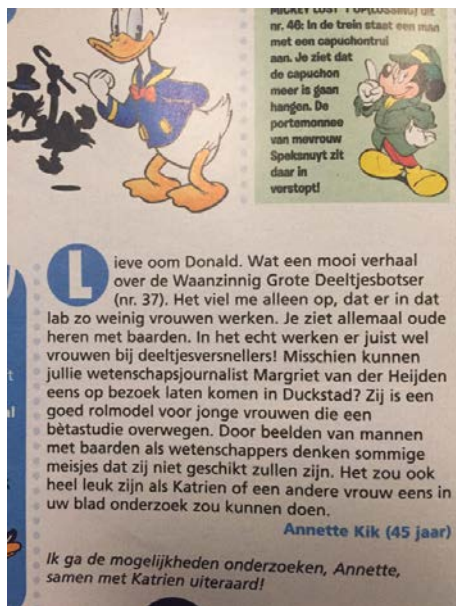 MICKEY LOST 'T OP(LOSSING) uit
nr. 46: In de trein staat een man
met een capuchontrui
aan. Je ziet dat
de capuchon
meer is gaan
hangen. De
portemonnee
van mevrouw
Speksnuyt zit
daar in
verstopt!
Lieve oom Donald. Wat een mooi verhaal
over de Waanzinnig Grote Deeltjesbotser
(nr. 37). Het viel me alleen op, dat er in dat
lab zo weinig vrouwen werken. Je ziet allemaal oude
heren met baarden. In het echt werken er juist wel
vrouwen bij deeltjesversnellers! Misschien kunnen
jullie wetenschapsjournalist Margriet van der Heijden
eens op bezoek laten komen in Duckstad? Zij is een
goed rolmodel voor jonge vrouwen die een
bètastudie overwegen. Door beelden van mannen
met baarden als wetenschappers denken sommige
meisjes dat zij niet geschikt zullen zijn. Het zou ook
heel leuk zijn als Katrien of een andere vrouw eens in
uw blad onderzoek zou kunnen doen.
Annette Kik (45 jaar)
Ik ga de mogelijkheden onderzoeken, Annette,
samen met Katrien uiteraard!